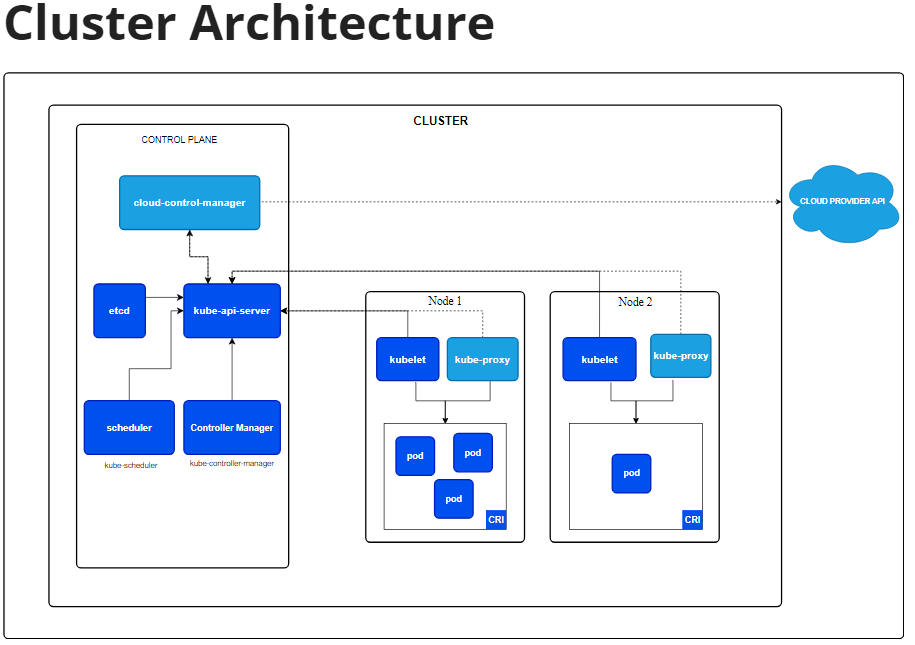 Cluster Architecture
CLUSTER
CONTROL PLANE
cloud-control-manager
CLOUD PROVIDER API
etcd
kube-api-server
scheduler
kube-scheduler
Controller Manager
kube-controller-manager
Node 1
kubelet
kube-proxy
pod
pod
pod
CRI
Node 2
kubelet
kube-proxy
pod
CRI